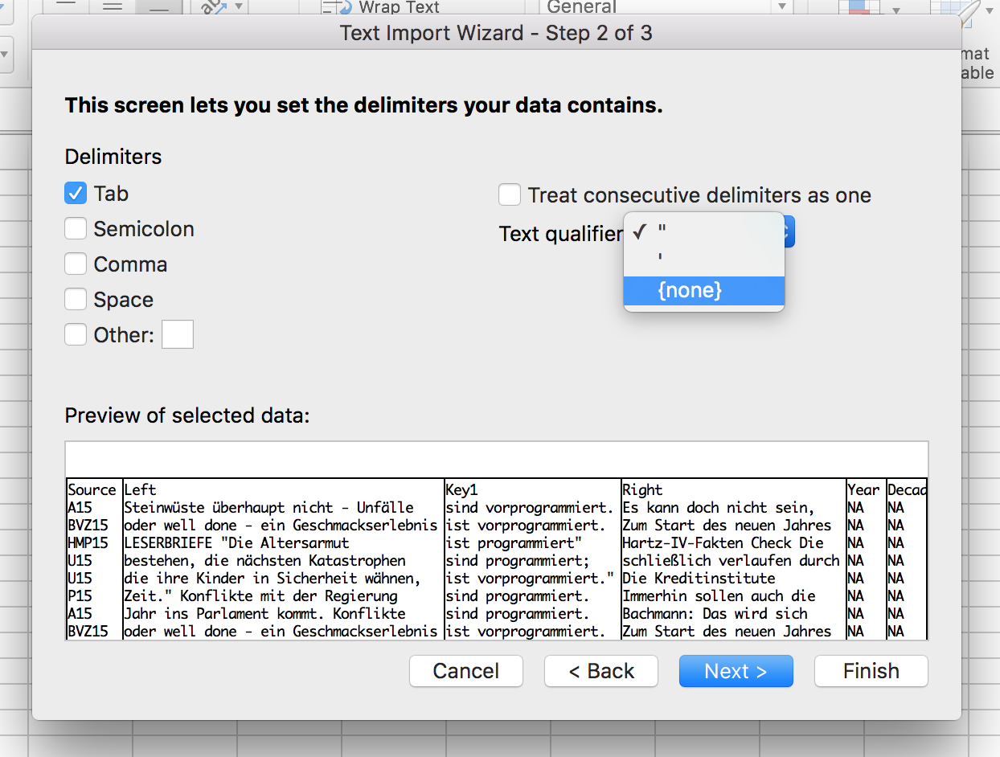 ab
Wrap Text
General
Text Import Wizard - Step 2 of 3
mat
able
This screen lets you set the delimiters your data contains.
Delimiters
Tab
Treat consecutive delimiters as one
Semicolon
Text qualifier
"
Comma
'
Space
{none}
Other:
Preview of selected data:
Source Left Key1 Right Year Decad
A15 Steinwüste überhaupt nicht - Unfälle sind vorprogrammiert. Es kann doch nicht sein, NA NA
BVZ15 oder well done - ein Geschmackserlebnis ist vorprogrammiert. Zum Start des neuen Jahres NA NA
HMP15 LESERBRIEFE "Die Altersarmut ist programmiert" Hartz-IV-Fakten Check Die NA NA
U15 bestehen, die nächsten Katastrophen sind programmiert; schließlich verlaufen durch NA NA
U15 die ihre Kinder in Sicherheit wähnen, ist vorprogrammiert." Die Kreditinstitute NA NA
P15 Zeit." Konflikte mit der Regierung sind programmiert. Immerhin sollen auch die NA NA
A15 Jahr ins Parlament kommt. Konflikte sind programmiert. Bachmann: Das wird sich NA NA
BVZ15 oder well done - ein Geschmackserlebnis ist vorprogrammiert. Zum Start des neuen Jahres NA NA
Cancel
< Back
Next >
Finish